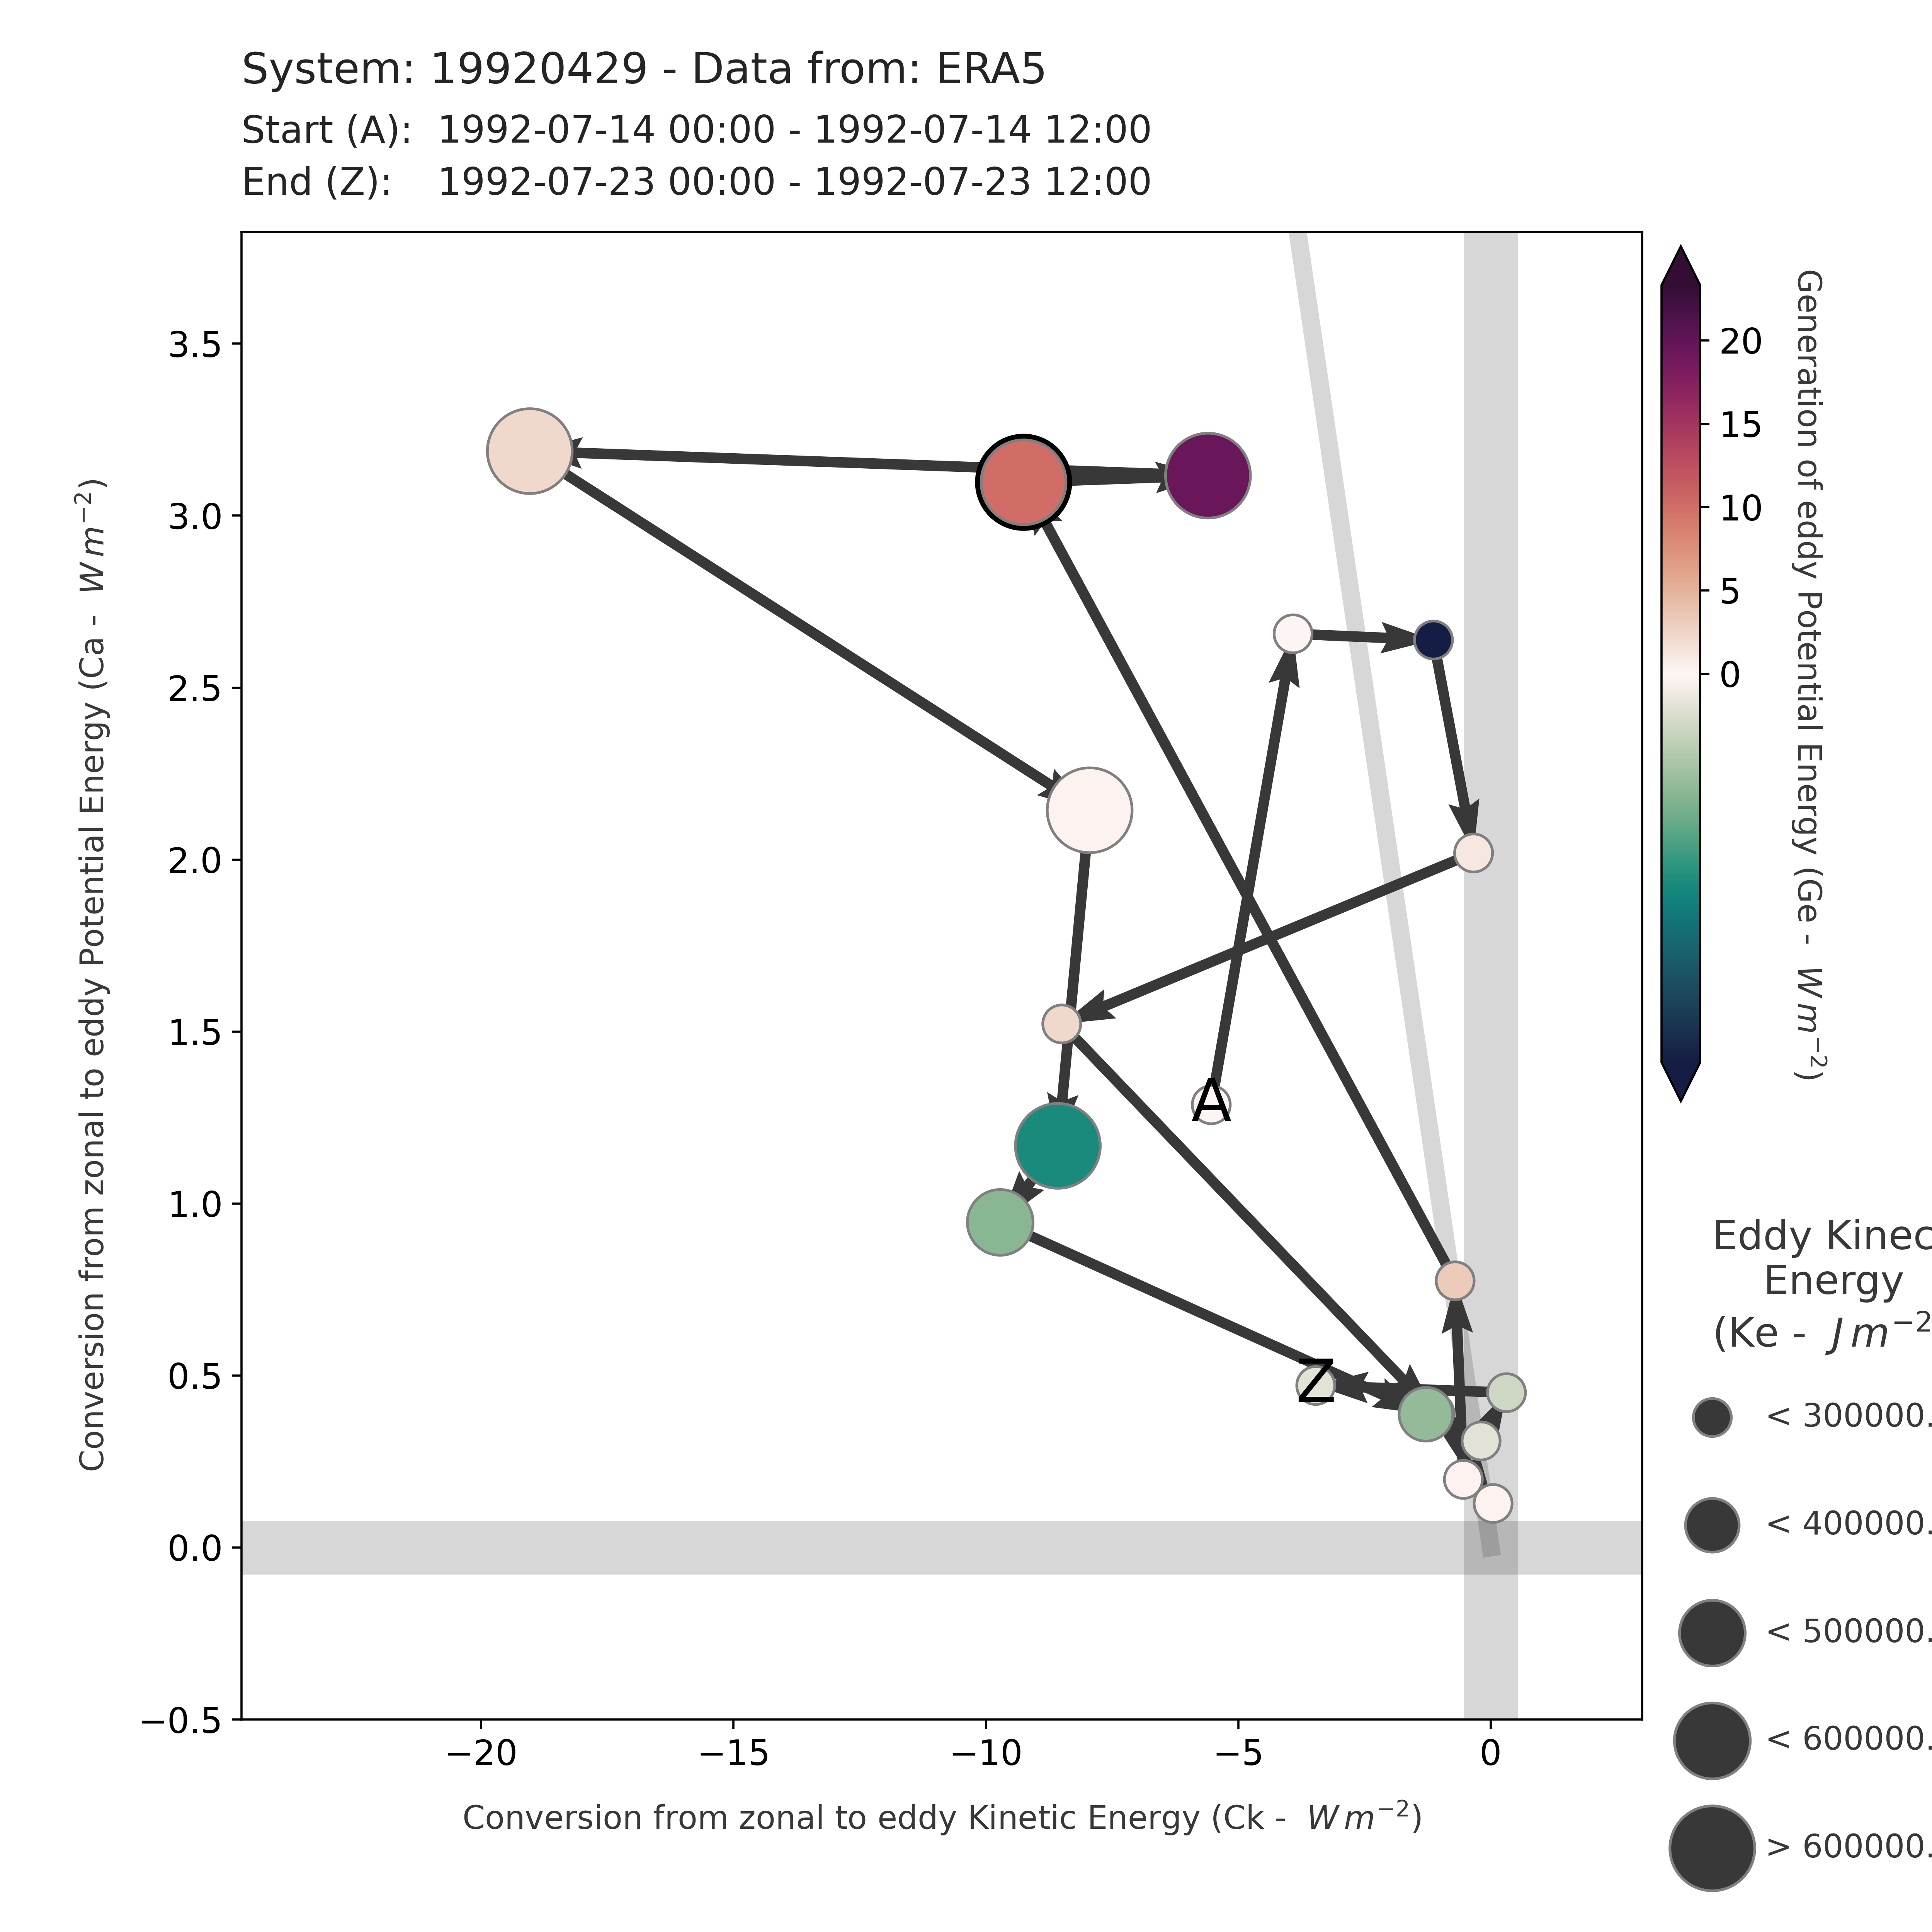 System: 19920429 - Data from: ERA5
Start (A): 1992-07-14 00:00 - 1992-07-14 12:00
End (Z): 1992-07-23 00:00 - 1992-07-23 12:00
Conversion from zonal to eddy Potential Energy (Ca - W m⁻²)
3.5
3.0
2.5
2.0
1.5
1.0
0.5
0.0
−0.5
A
Z
−20
−15
−10
−5
0
Conversion from zonal to eddy Kinetic Energy (Ck - W m⁻²)
20
15
10
5
0
Generation of eddy Potential Energy (Ge - W m⁻²)
Eddy Kinec
Energy
(Ke - J m⁻²
< 300000.
< 400000.
< 500000.
< 600000.
> 600000.